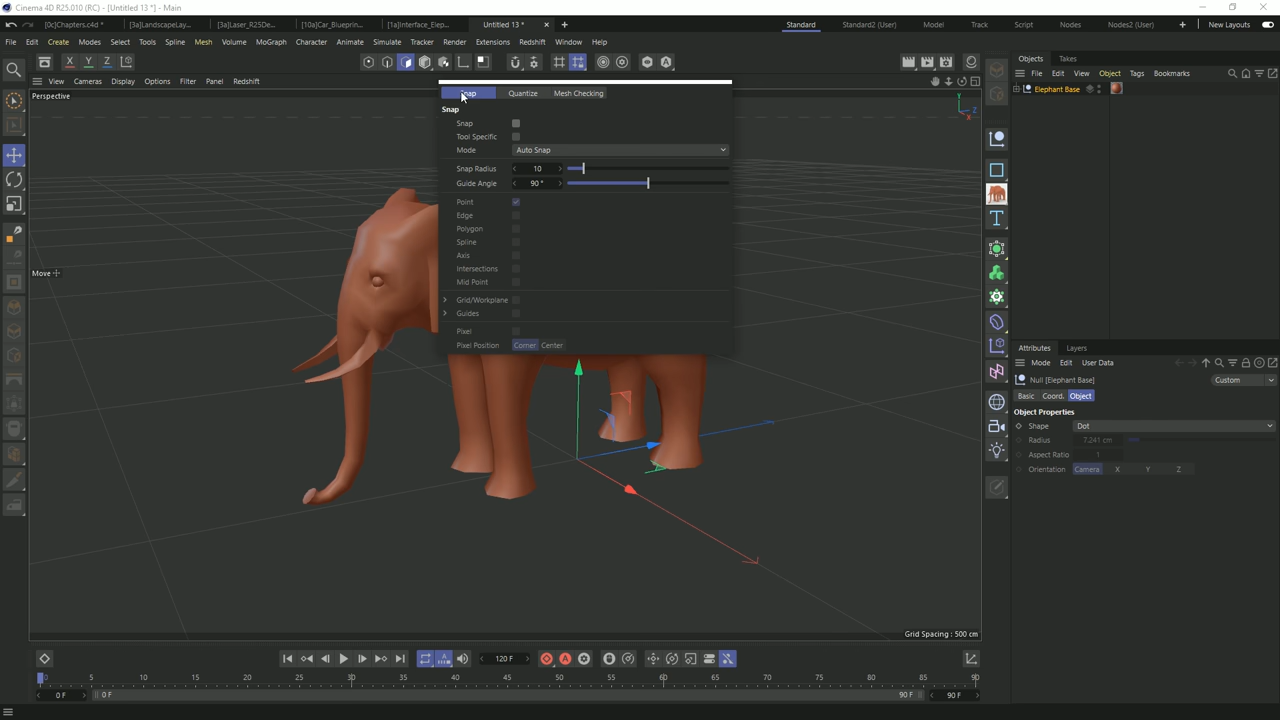 Cinema 4D R25.010 (RC) - [Untitled 13 *] - Main
[0c]Chapters.c4d *
[3a]LandscapeLay...
[3a]Laser_R25De...
[10a]Car_Blueprin...
[1a]Interface_Elep...
Untitled 13 *
Standard
Standard2 (User)
Model
Track
Script
Nodes
Nodes2 (User)
New Layouts
File Edit Create Modes Select Tools Spline Mesh Volume MoGraph Character Animate Simulate Tracker Render Extensions Redshift Window Help
X Y Z
Objects Takes
File Edit View Object Tags Bookmarks
View Cameras Display Options Filter Panel Redshift
Elephant Base
Perspective
Y
Z
X
Quantize Mesh Checking
Snap
Snap
Tool Specific
Mode Auto Snap
Snap Radius 10
Guide Angle 90 °
Point
Edge
Polygon
Spline
Axis
Intersections
Mid Point
Grid/Workplane
Guides
Pixel
Pixel Position Corner Center
Move
T
Attributes Layers
Mode Edit User Data
Null [Elephant Base]
Custom
Basic Coord. Object
Object Properties
Shape Dot
Radius 7.241 cm
Aspect Ratio 1
Orientation Camera X Y Z
Grid Spacing : 500 cm
120 F
0 5 10 15 20 25 30 35 40 45 50 55 60 65 70 75 80 85 90
0 F
0 F
90 F
90 F